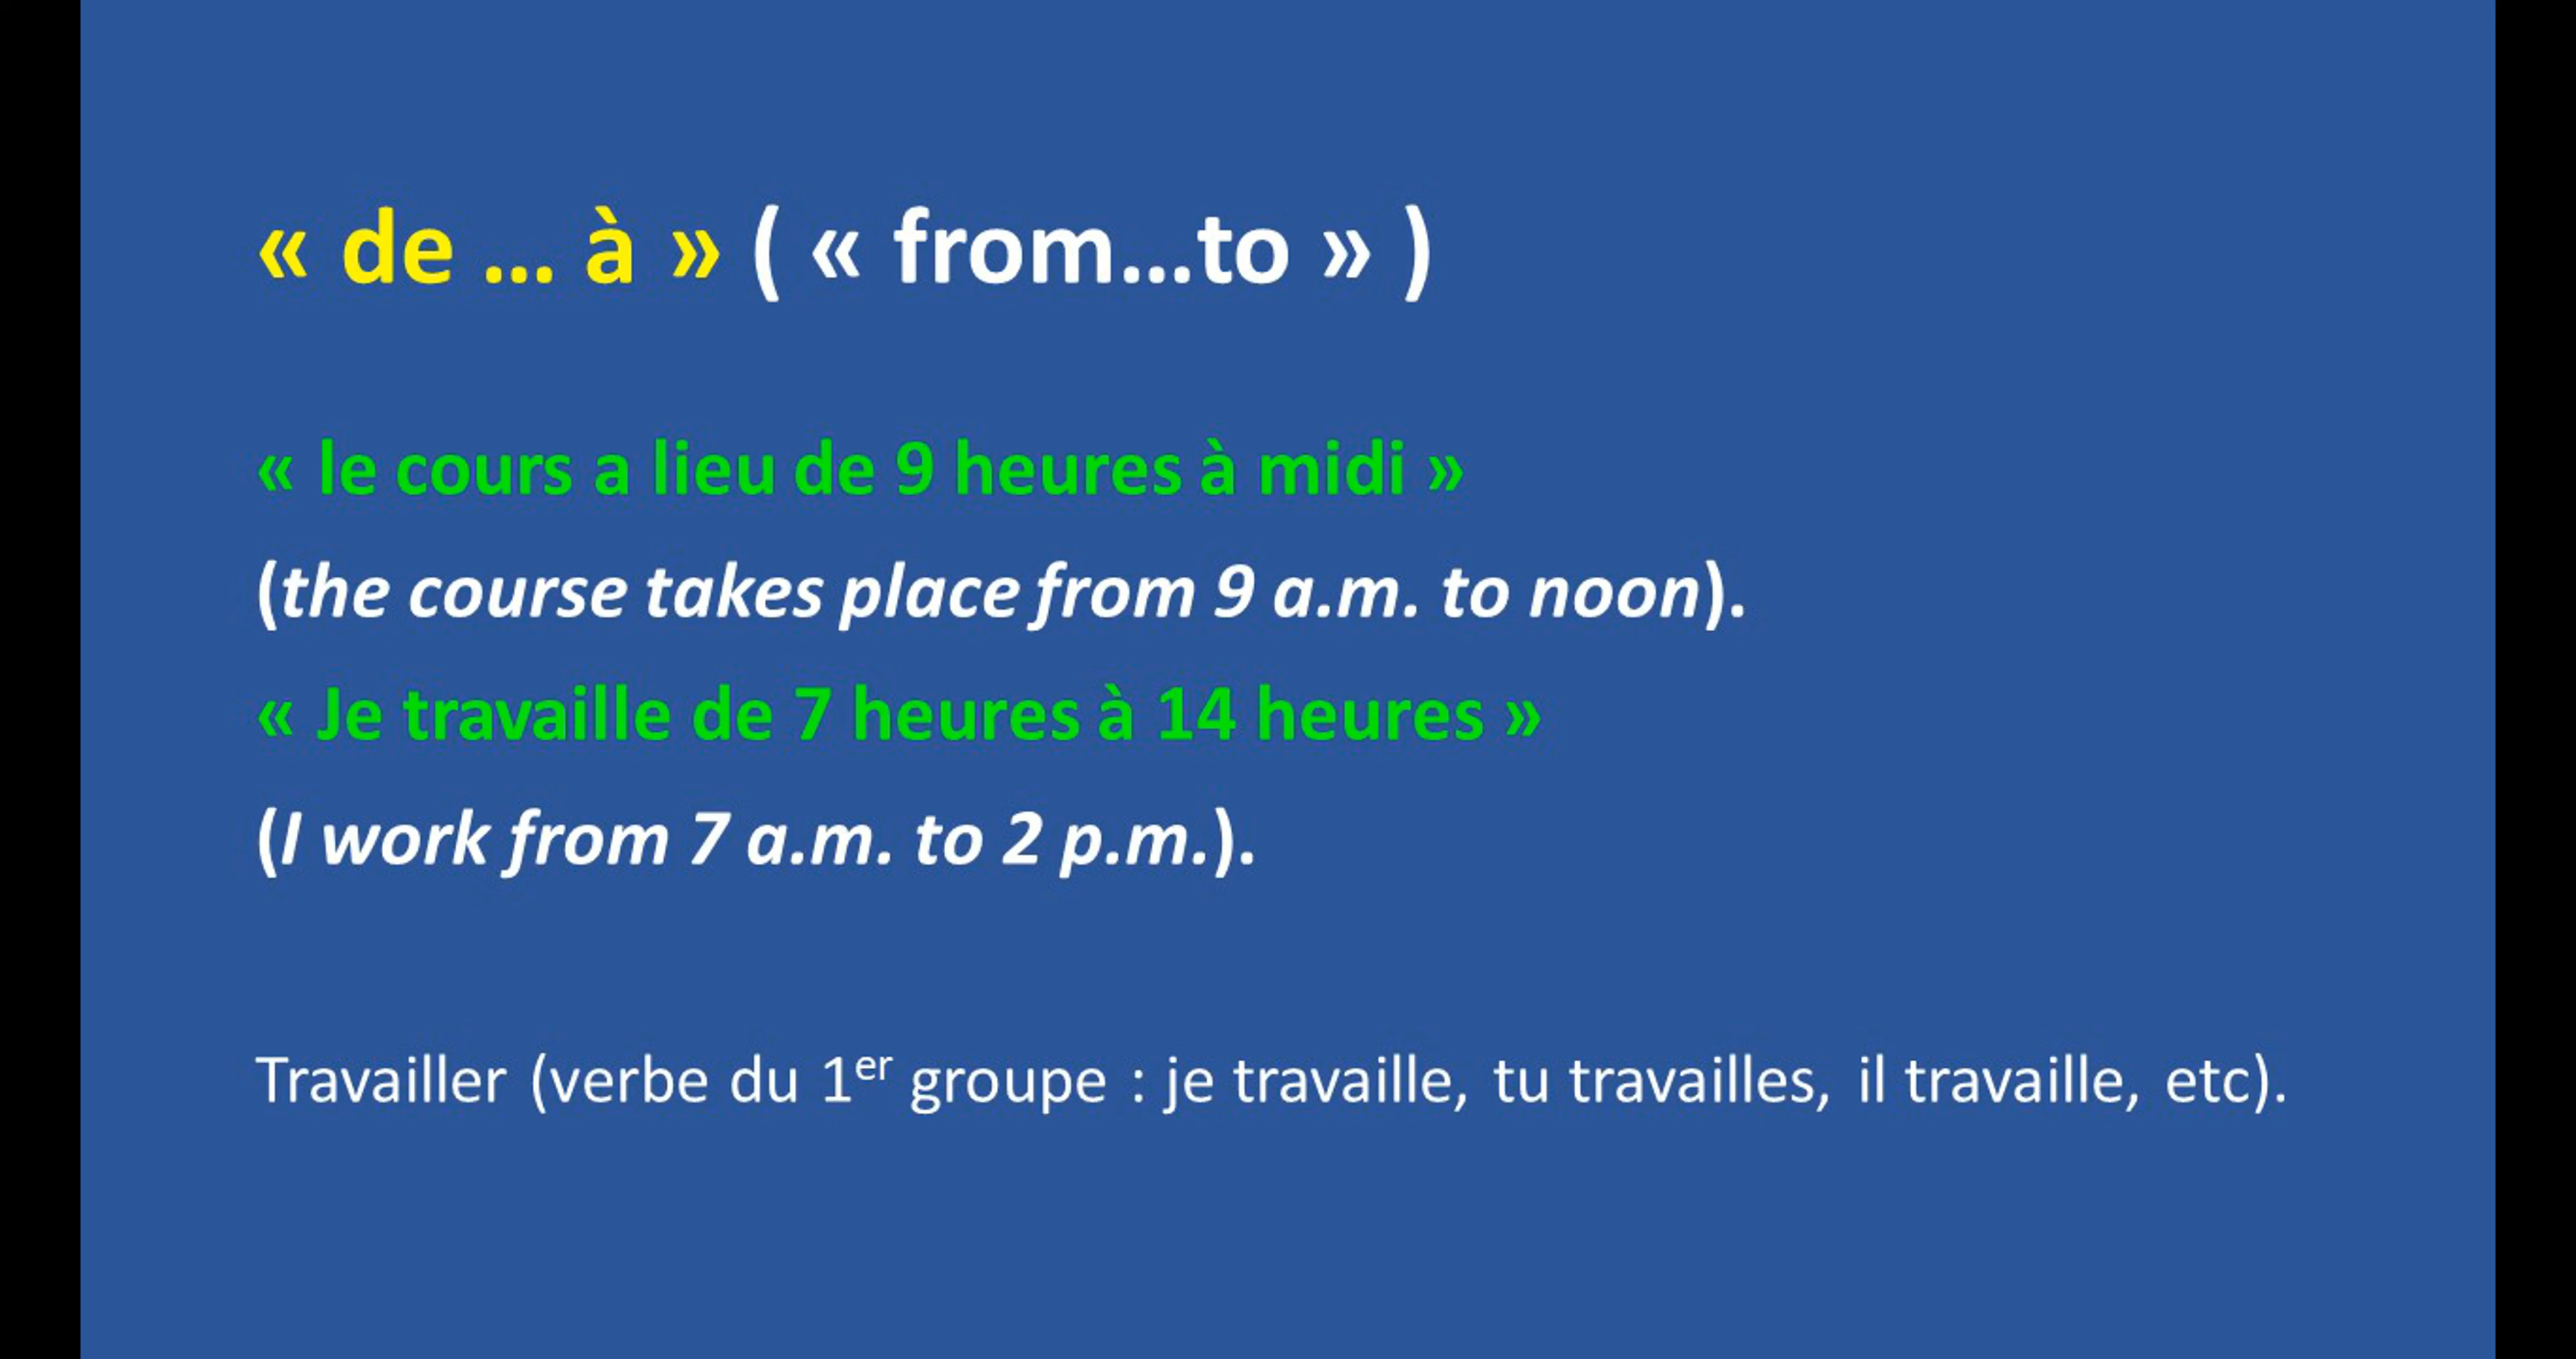 « de … à » ( « from…to » )
« le cours a lieu de 9 heures à midi »
(the course takes place from 9 a.m. to noon).
« Je travaille de 7 heures à 14 heures »
(I work from 7 a.m. to 2 p.m.).
Travailler (verbe du 1er groupe : je travaille, tu travailles, il travaille, etc).